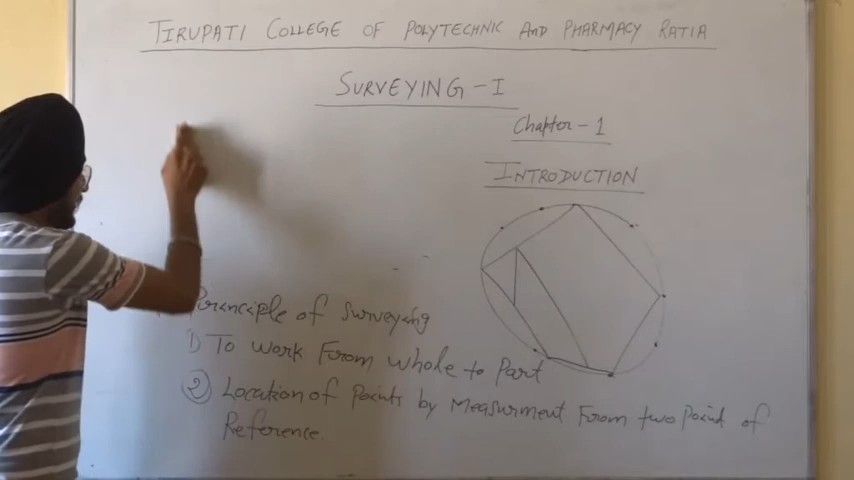 TIRUPATI COLLEGE OF POLYTECHNIC AND PHARMACY RATIA
SURVEYING - I
Chapter - 1
INTRODUCTION
Principle of Surveying
1) To work From whole to Part
2) Location of Points by Measurment From two Point of
Reference.